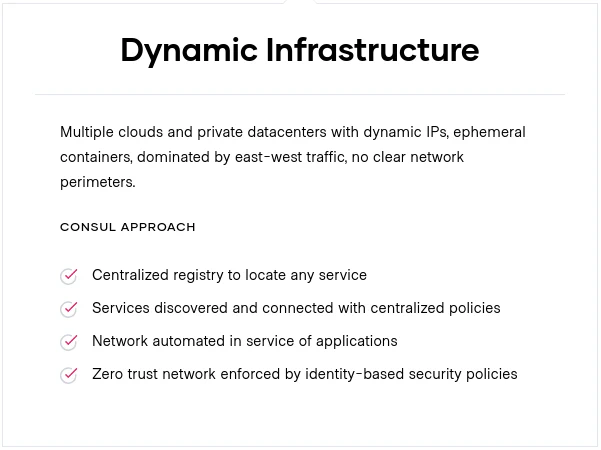 Dynamic Infrastructure
Multiple clouds and private datacenters with dynamic IPs, ephemeral
containers, dominated by east-west traffic, no clear network
perimeters.
CONSUL APPROACH
Centralized registry to locate any service
Services discovered and connected with centralized policies
Network automated in service of applications
Zero trust network enforced by identity-based security policies